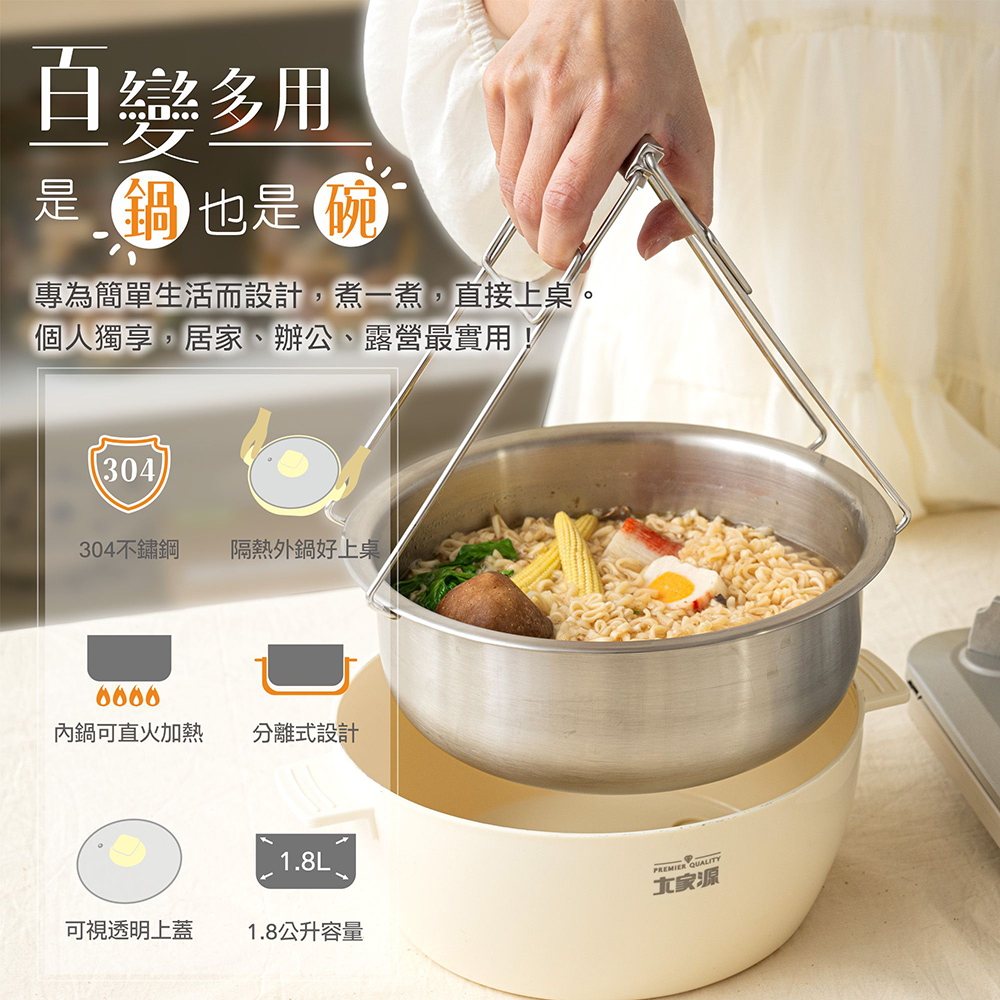 百變多用
是鍋也是碗
專為簡單生活而設計，煮一煮，直接上桌。
個人獨享，居家、辦公、露營最實用！
304
304不鏽鋼
隔熱外鍋好上桌
內鍋可直火加熱
分離式設計
1.8L
可視透明上蓋
1.8公升容量
PREMIER QUALITY
大家源